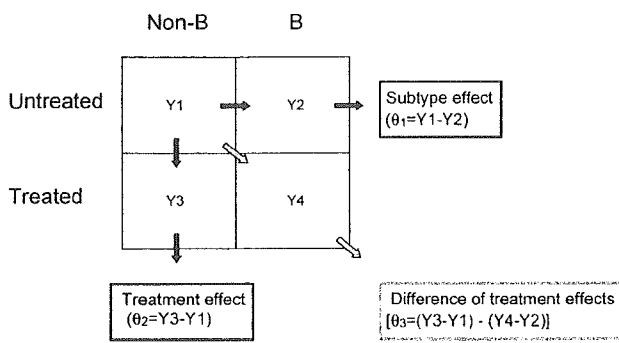 Non-B B
Untreated Y1 Y2
Subtype effect
(θ1=Y1-Y2)
Treated Y3 Y4
Treatment effect
(θ2=Y3-Y1)
Difference of treatment effects
[θ3=(Y3-Y1) - (Y4-Y2)]